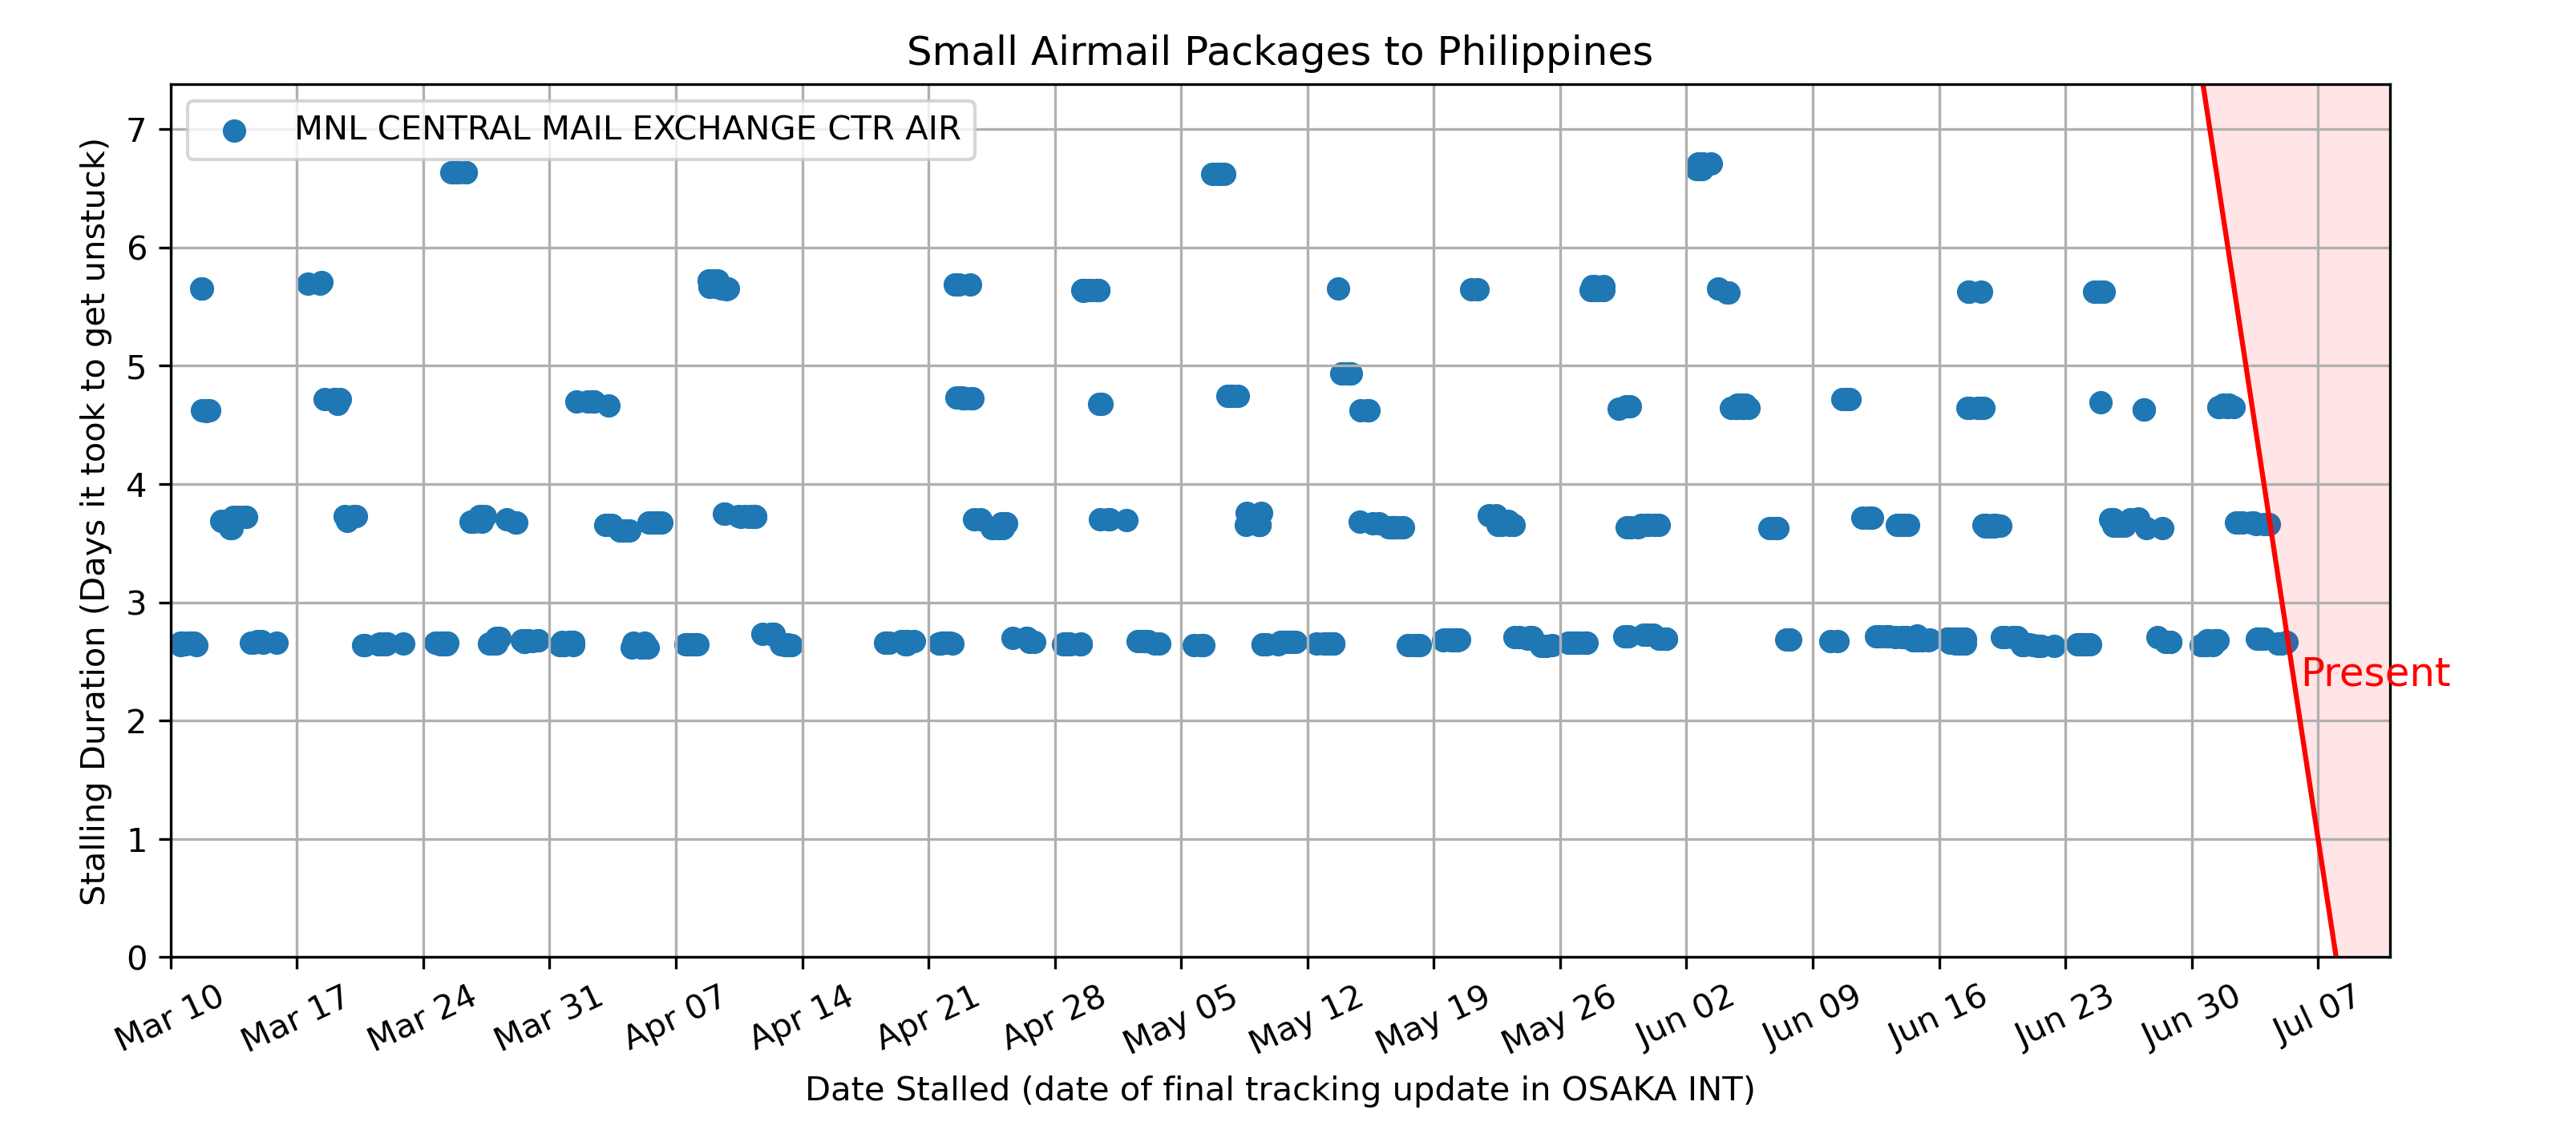 Small Airmail Packages to Philippines
MNL CENTRAL MAIL EXCHANGE CTR AIR
Stalling Duration (Days it took to get unstuck)
7
6
5
4
3
2
1
0
Present
Mar 10
Mar 17
Mar 24
Mar 31
Apr 07
Apr 14
Apr 21
Apr 28
May 05
May 12
May 19
May 26
Jun 02
Jun 09
Jun 16
Jun 23
Jun 30
Jul 07
Date Stalled (date of final tracking update in OSAKA INT)